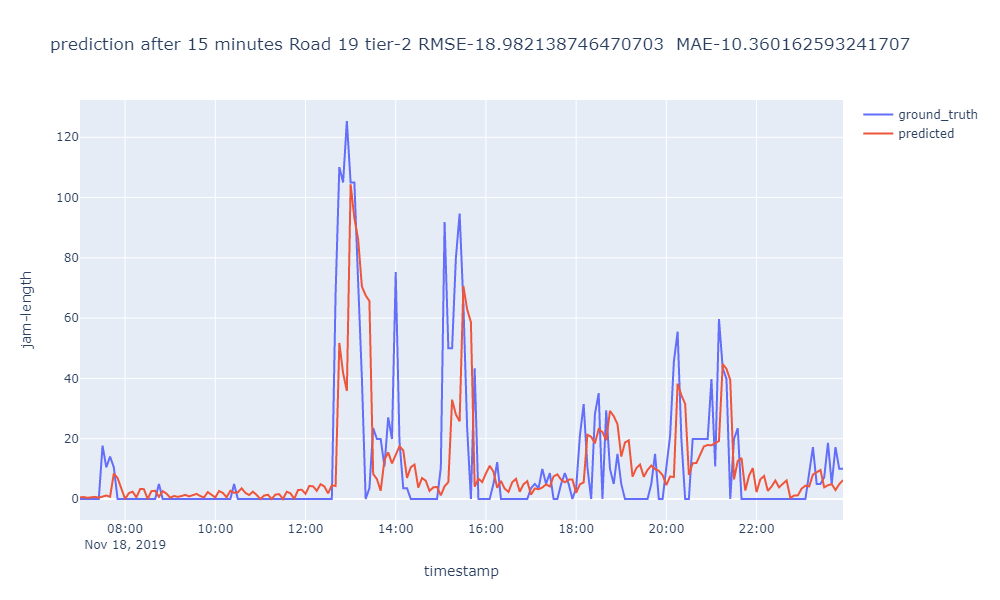 prediction after 15 minutes Road 19 tier-2 RMSE-18.982138746470703  MAE-10.360162593241707
ground_truth
predicted
120
100
80
60
40
20
0
jam-length
08:00 10:00 12:00 14:00 16:00 18:00 20:00 22:00
Nov 18, 2019
timestamp